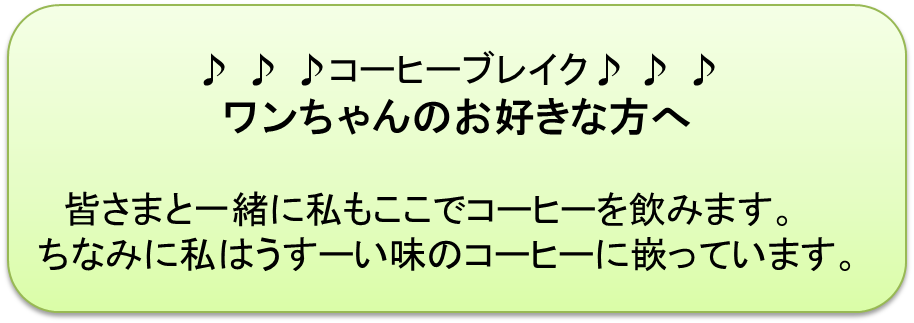 ♪ ♪ ♪コーヒーブレイク♪ ♪ ♪
ワンちゃんのお好きな方へ
皆さまと一緒に私もここでコーヒーを飲みます。
ちなみに私はうすーい味のコーヒーに嵌っています。